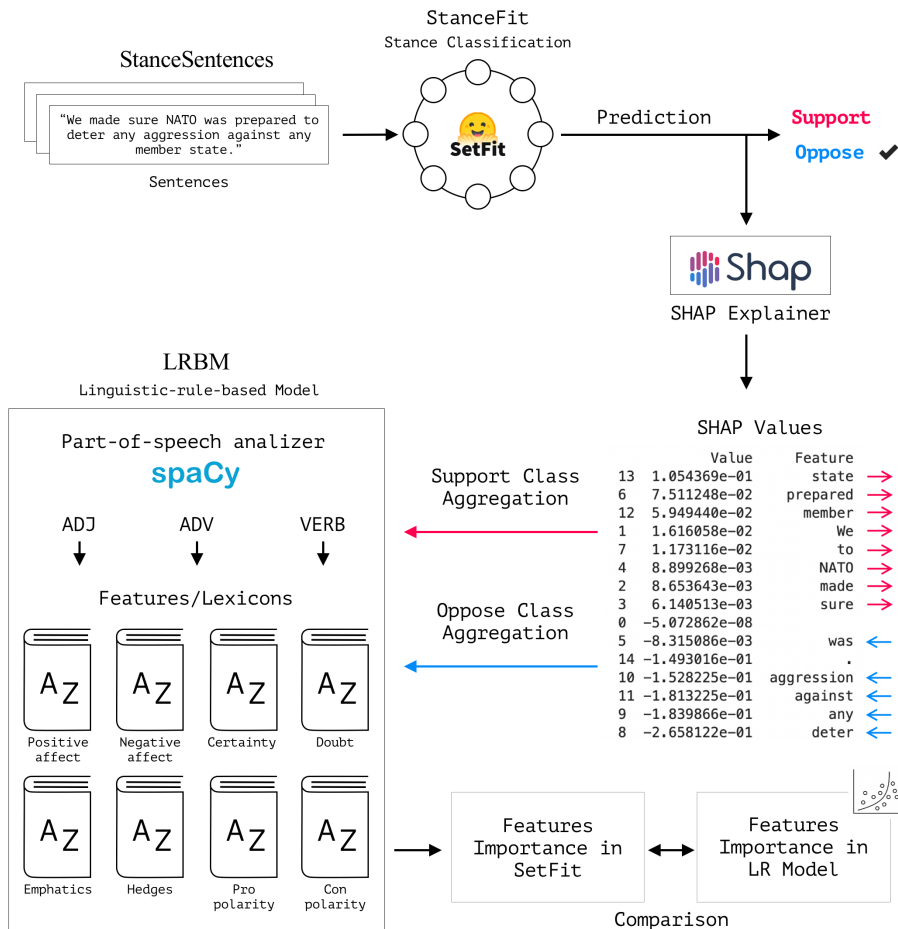 StanceFit
Stance Classification
StanceSentences
“We made sure NATO was prepared to
deter any aggression against any
member state.”
Sentences
SetFit
Prediction
Support
Oppose
Shap
SHAP Explainer
LRBM
Linguistic-rule-based Model
Part-of-speech analizer
spaCy
ADJ ADV VERB
Features/Lexicons
A Z A Z A Z A Z
Positive
affect
Negative
affect
Certainty
Doubt
A Z A Z A Z A Z
Emphatics
Hedges
Pro
polarity
Con
polarity
Support Class
Aggregation
Oppose Class
Aggregation
SHAP Values
Value Feature
13 1.054369e-01 state
6 7.511248e-02 prepared
12 5.949440e-02 member
1 1.616058e-02 We
7 1.173116e-02 to
4 8.899268e-03 NATO
2 8.653643e-03 made
3 6.140513e-03 sure
0 -5.072862e-08
5 -8.315086e-03 was
14 -1.493016e-01 .
10 -1.528225e-01 aggression
11 -1.813225e-01 against
9 -1.839866e-01 any
8 -2.658122e-01 deter
Features
Importance in
SetFit
Features
Importance in
LR Model
Comparison